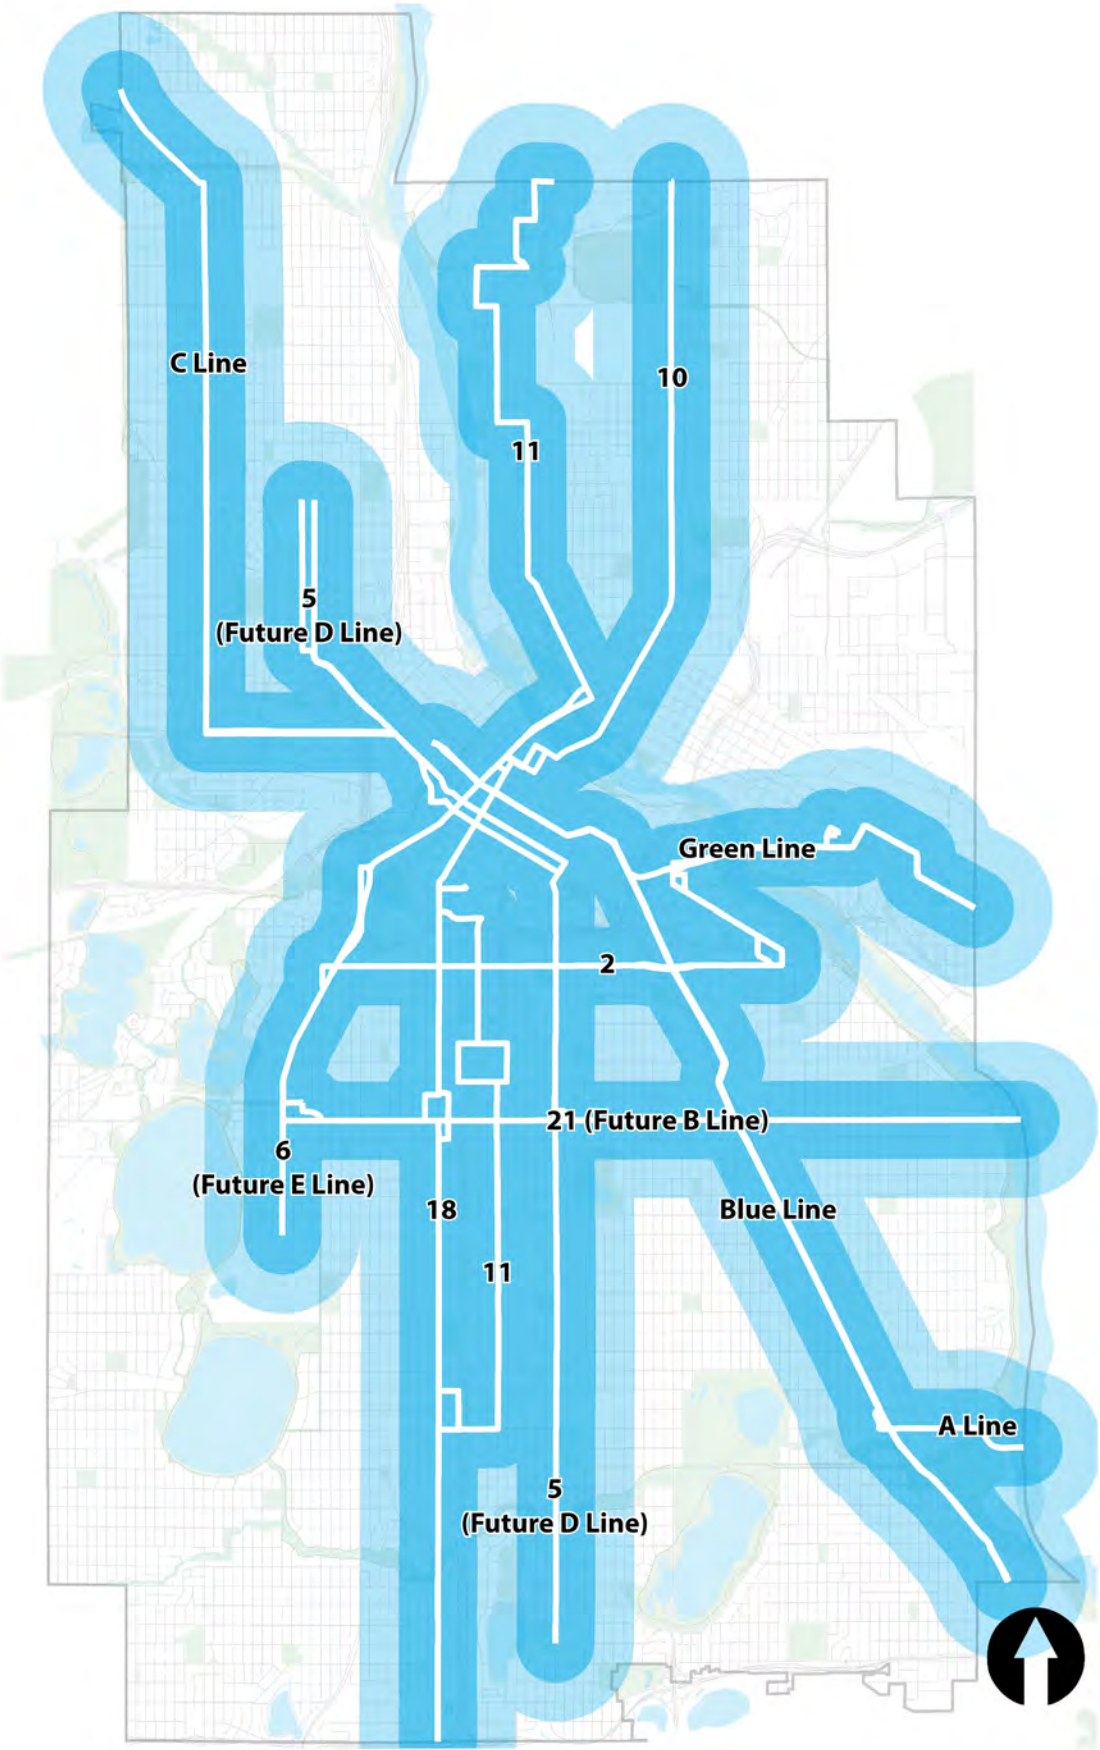 C Line
10
11
5
(Future D Line)
Green Line
2
21 (Future B Line)
6
(Future E Line)
18
Blue Line
11
A Line
5
(Future D Line)